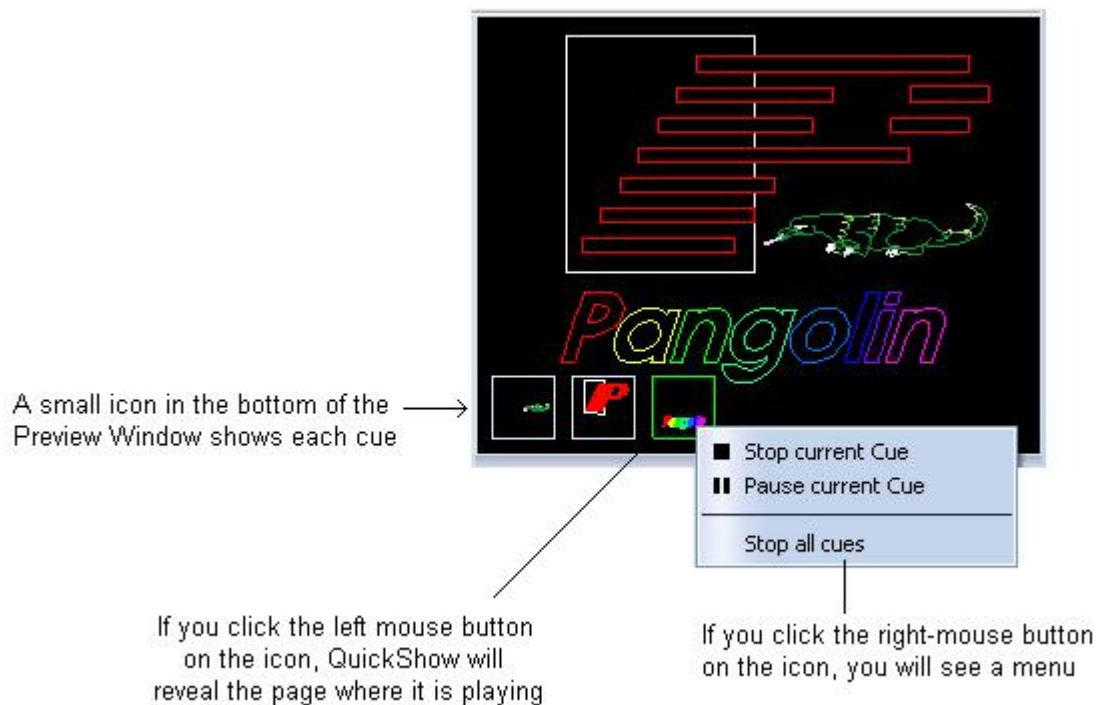 Pangolin
A small icon in the bottom of the
Preview Window shows each cue
P
Stop current Cue
Pause current Cue
Stop all cues
If you click the left mouse button
on the icon, QuickShow will
reveal the page where it is playing
If you click the right-mouse button
on the icon, you will see a menu